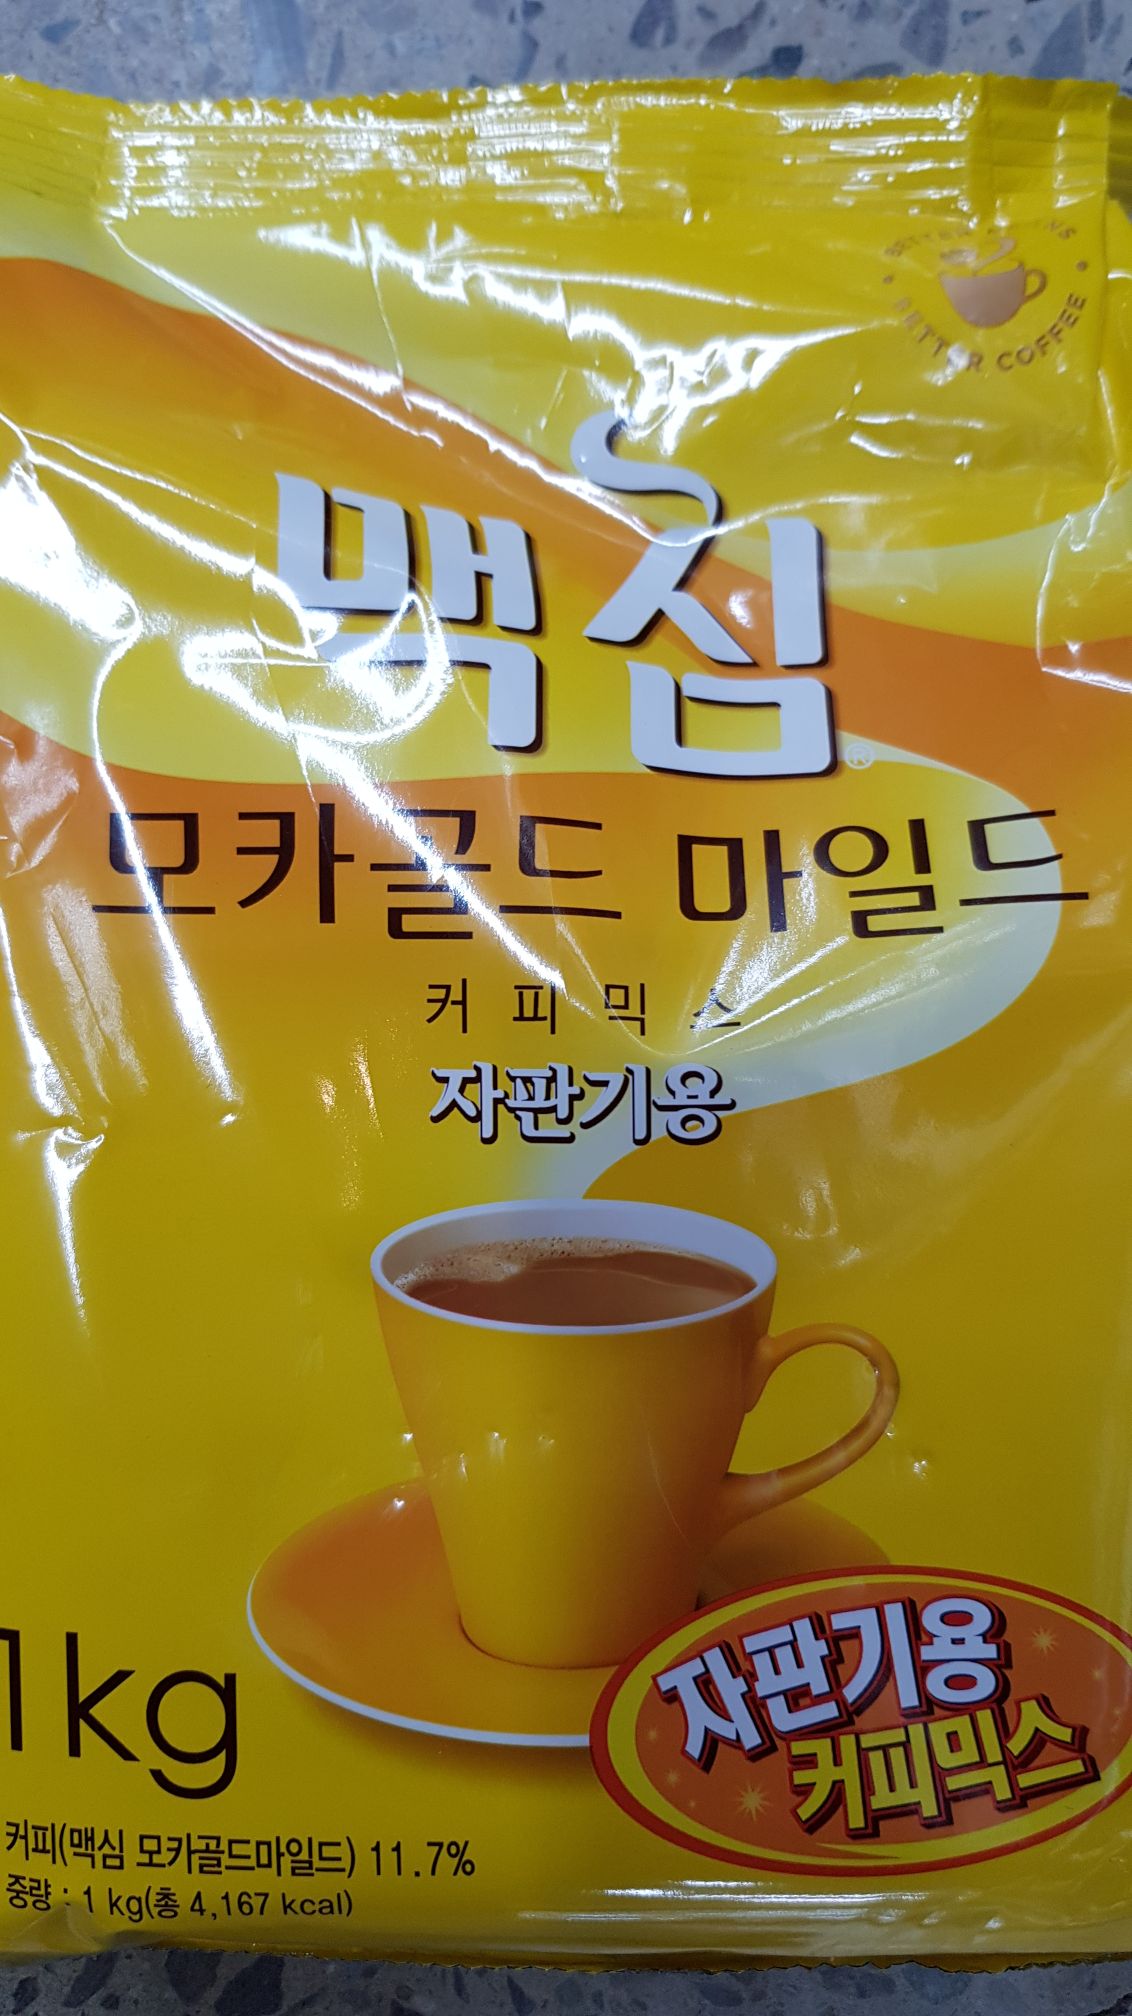 BETTER COFFEE
맥심®
모카골드 마일드
커피믹스
자판기용
자판기용
커피믹스
1kg
커피(맥심 모카골드마일드) 11.7%
중량 : 1 kg(총 4,167 kcal)